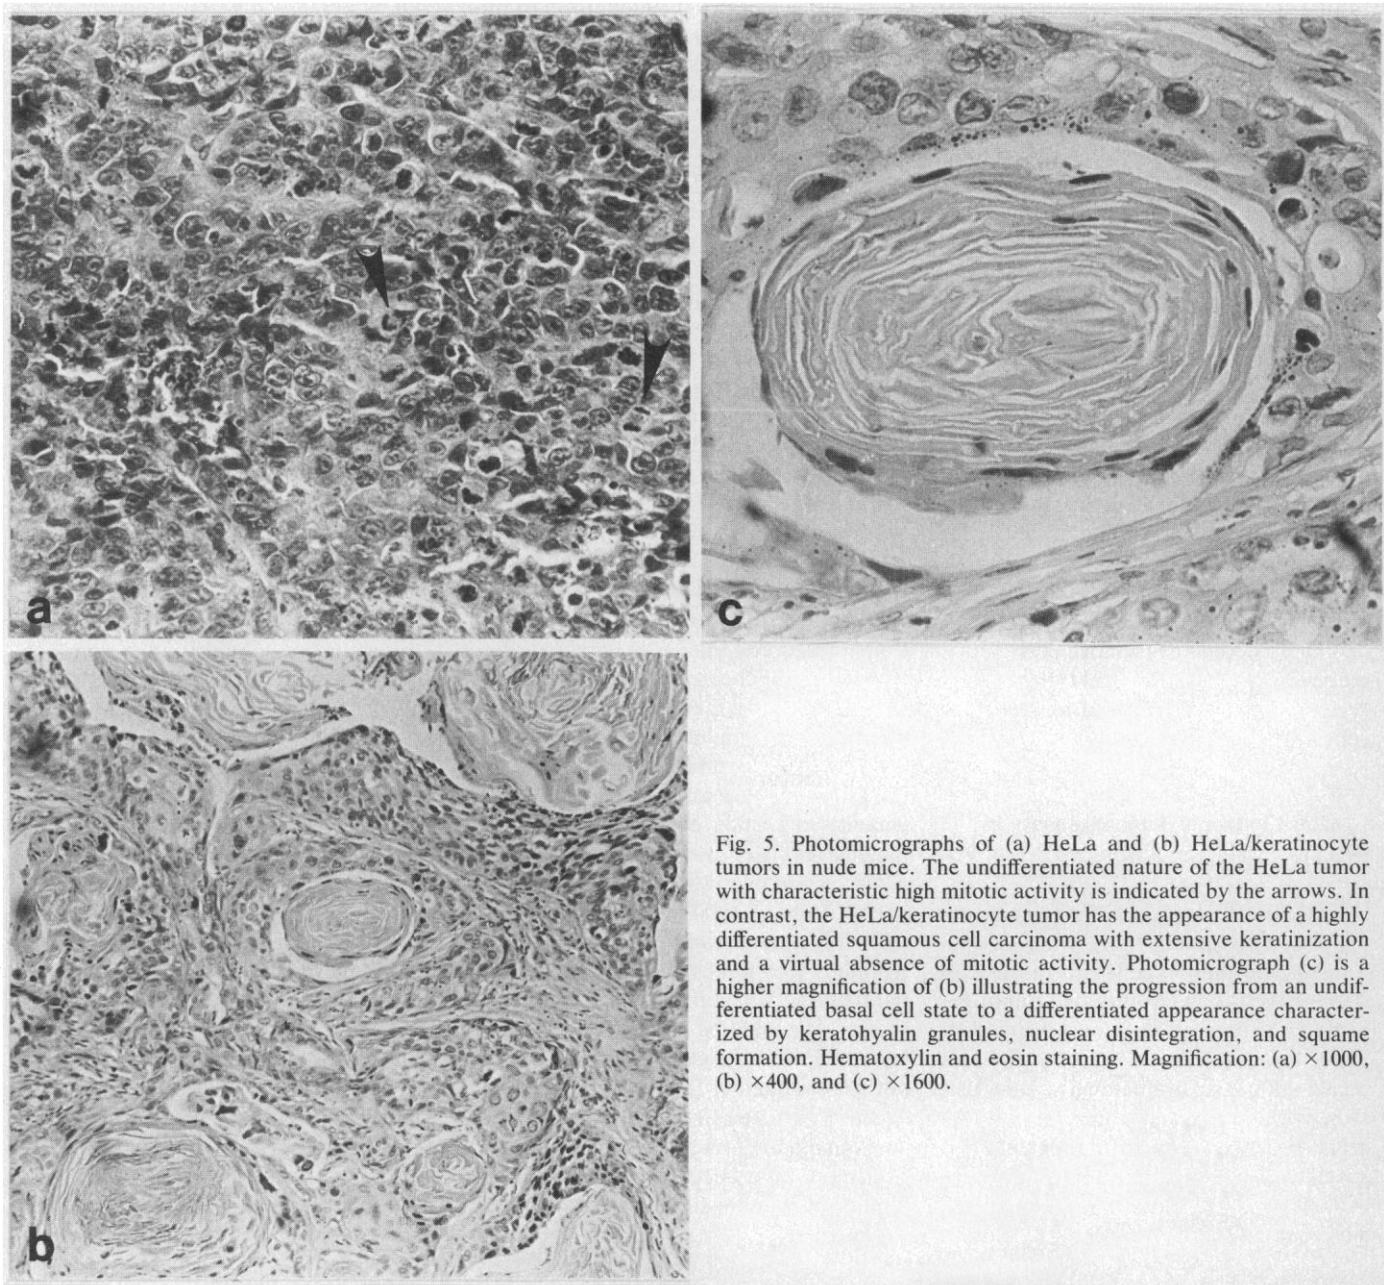 a
c
b
Fig. 5. Photomicrographs of (a) HeLa and (b) HeLa/keratinocyte
tumors in nude mice. The undifferentiated nature of the HeLa tumor
with characteristic high mitotic activity is indicated by the arrows. In
contrast, the HeLa/keratinocyte tumor has the appearance of a highly
differentiated squamous cell carcinoma with extensive keratinization
and a virtual absence of mitotic activity. Photomicrograph (c) is a
higher magnification of (b) illustrating the progression from an undif-
ferentiated basal cell state to a differentiated appearance character-
ized by keratohyalin granules, nuclear disintegration, and squame
formation. Hematoxylin and eosin staining. Magnification: (a) ×1000,
(b) ×400, and (c) ×1600.